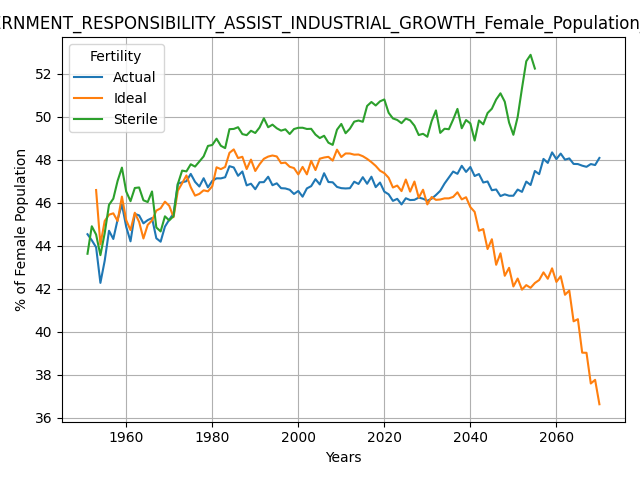 ERNMENT_RESPONSIBILITY_ASSIST_INDUSTRIAL_GROWTH_Female_Population
Fertility
Actual
Ideal
Sterile
% of Female Population
52
50
48
46
44
42
40
38
36
1960
1980
2000
2020
2040
2060
Years